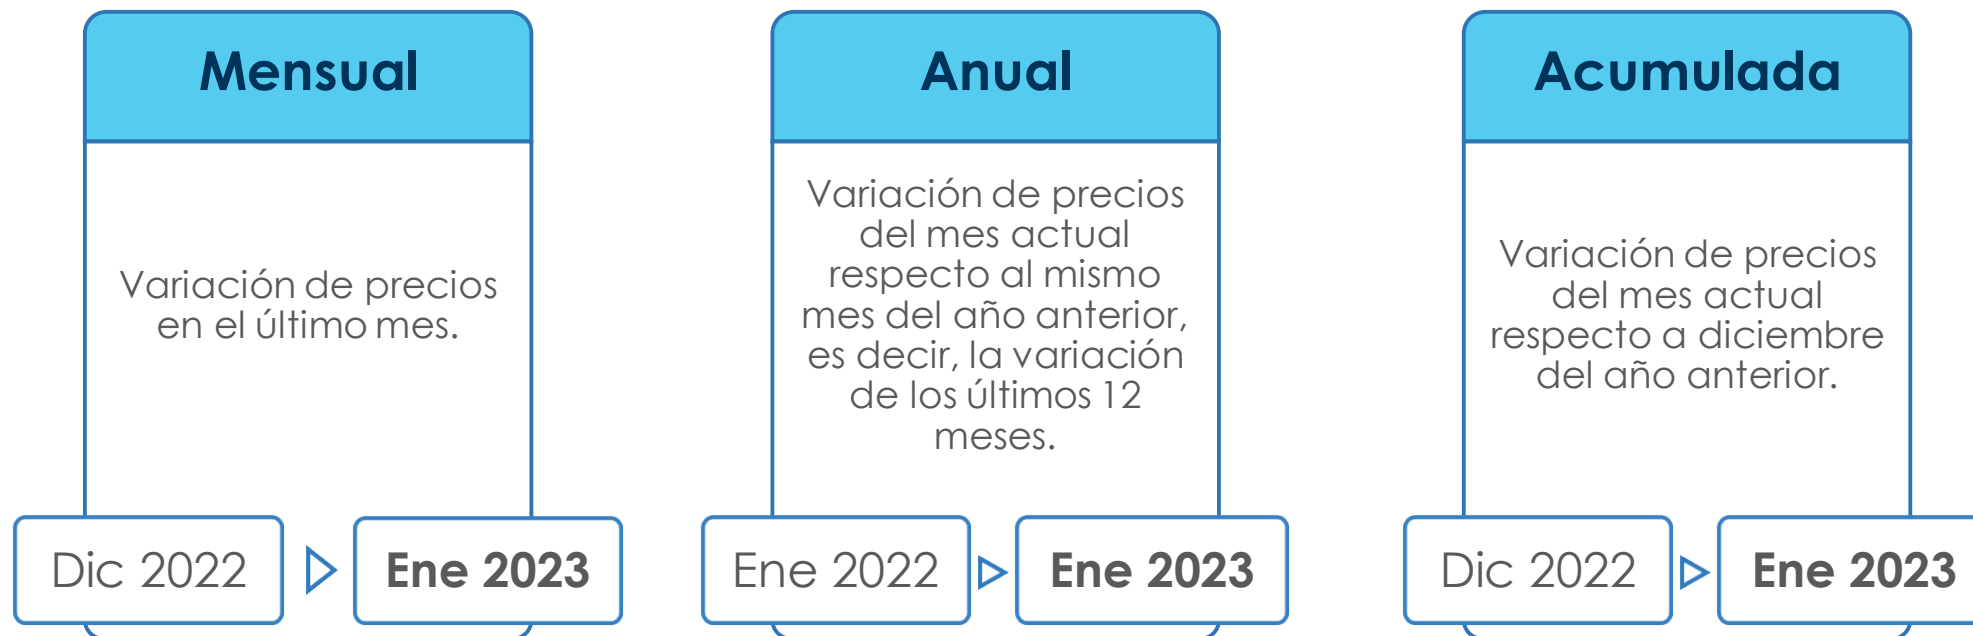 Mensual
Variación de precios
en el último mes.
Dic 2022
Ene 2023
Anual
Variación de precios
del mes actual
respecto al mismo
mes del año anterior,
es decir, la variación
de los últimos 12
meses.
Ene 2022
Ene 2023
Acumulada
Variación de precios
del mes actual
respecto a diciembre
del año anterior.
Dic 2022
Ene 2023